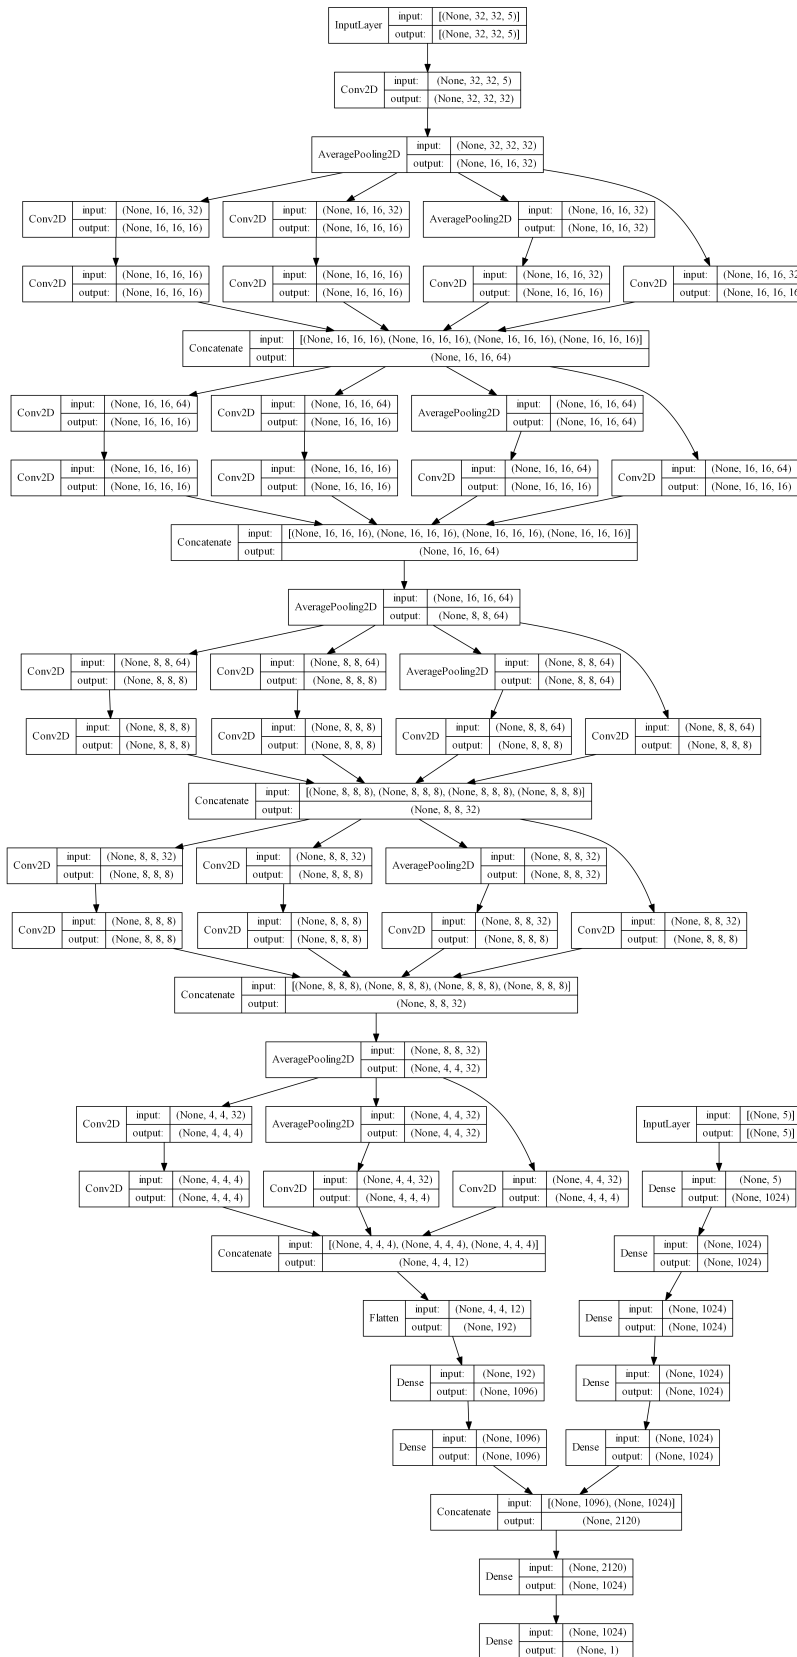 InputLayer
input: [(None, 32, 32, 5)]
output: [(None, 32, 32, 5)]
Conv2D
input: (None, 32, 32, 5)
output: (None, 32, 32, 32)
AveragePooling2D
input: (None, 32, 32, 32)
output: (None, 16, 16, 32)
Conv2D
input: (None, 16, 16, 32)
output: (None, 16, 16, 16)
Conv2D
input: (None, 16, 16, 32)
output: (None, 16, 16, 16)
AveragePooling2D
input: (None, 16, 16, 32)
output: (None, 16, 16, 32)
Conv2D
input: (None, 16, 16, 16)
output: (None, 16, 16, 16)
Conv2D
input: (None, 16, 16, 16)
output: (None, 16, 16, 16)
Conv2D
input: (None, 16, 16, 32)
output: (None, 16, 16, 16)
Conv2D
input: (None, 16, 16, 32
output: (None, 16, 16, 16
Concatenate
input: [(None, 16, 16, 16), (None, 16, 16, 16), (None, 16, 16, 16), (None, 16, 16, 16)]
output: (None, 16, 16, 64)
Conv2D
input: (None, 16, 16, 64)
output: (None, 16, 16, 16)
Conv2D
input: (None, 16, 16, 64)
output: (None, 16, 16, 16)
AveragePooling2D
input: (None, 16, 16, 64)
output: (None, 16, 16, 64)
Conv2D
input: (None, 16, 16, 16)
output: (None, 16, 16, 16)
Conv2D
input: (None, 16, 16, 16)
output: (None, 16, 16, 16)
Conv2D
input: (None, 16, 16, 64)
output: (None, 16, 16, 16)
Conv2D
input: (None, 16, 16, 64)
output: (None, 16, 16, 16)
Concatenate
input: [(None, 16, 16, 16), (None, 16, 16, 16), (None, 16, 16, 16), (None, 16, 16, 16)]
output: (None, 16, 16, 64)
AveragePooling2D
input: (None, 16, 16, 64)
output: (None, 8, 8, 64)
Conv2D
input: (None, 8, 8, 64)
output: (None, 8, 8, 8)
Conv2D
input: (None, 8, 8, 64)
output: (None, 8, 8, 8)
AveragePooling2D
input: (None, 8, 8, 64)
output: (None, 8, 8, 64)
Conv2D
input: (None, 8, 8, 8)
output: (None, 8, 8, 8)
Conv2D
input: (None, 8, 8, 8)
output: (None, 8, 8, 8)
Conv2D
input: (None, 8, 8, 64)
output: (None, 8, 8, 8)
Conv2D
input: (None, 8, 8, 64)
output: (None, 8, 8, 8)
Concatenate
input: [(None, 8, 8, 8), (None, 8, 8, 8), (None, 8, 8, 8), (None, 8, 8, 8)]
output: (None, 8, 8, 32)
Conv2D
input: (None, 8, 8, 32)
output: (None, 8, 8, 8)
Conv2D
input: (None, 8, 8, 32)
output: (None, 8, 8, 8)
AveragePooling2D
input: (None, 8, 8, 32)
output: (None, 8, 8, 32)
Conv2D
input: (None, 8, 8, 8)
output: (None, 8, 8, 8)
Conv2D
input: (None, 8, 8, 8)
output: (None, 8, 8, 8)
Conv2D
input: (None, 8, 8, 32)
output: (None, 8, 8, 8)
Conv2D
input: (None, 8, 8, 32)
output: (None, 8, 8, 8)
Concatenate
input: [(None, 8, 8, 8), (None, 8, 8, 8), (None, 8, 8, 8), (None, 8, 8, 8)]
output: (None, 8, 8, 32)
AveragePooling2D
input: (None, 8, 8, 32)
output: (None, 4, 4, 32)
Conv2D
input: (None, 4, 4, 32)
output: (None, 4, 4, 4)
AveragePooling2D
input: (None, 4, 4, 32)
output: (None, 4, 4, 32)
InputLayer
input: [(None, 5)]
output: [(None, 5)]
Conv2D
input: (None, 4, 4, 4)
output: (None, 4, 4, 4)
Conv2D
input: (None, 4, 4, 32)
output: (None, 4, 4, 4)
Conv2D
input: (None, 4, 4, 32)
output: (None, 4, 4, 4)
Dense
input: (None, 5)
output: (None, 1024)
Concatenate
input: [(None, 4, 4, 4), (None, 4, 4, 4), (None, 4, 4, 4)]
output: (None, 4, 4, 12)
Dense
input: (None, 1024)
output: (None, 1024)
Flatten
input: (None, 4, 4, 12)
output: (None, 192)
Dense
input: (None, 1024)
output: (None, 1024)
Dense
input: (None, 192)
output: (None, 1096)
Dense
input: (None, 1024)
output: (None, 1024)
Dense
input: (None, 1096)
output: (None, 1096)
Dense
input: (None, 1024)
output: (None, 1024)
Concatenate
input: [(None, 1096), (None, 1024)]
output: (None, 2120)
Dense
input: (None, 2120)
output: (None, 1024)
Dense
input: (None, 1024)
output: (None, 1)